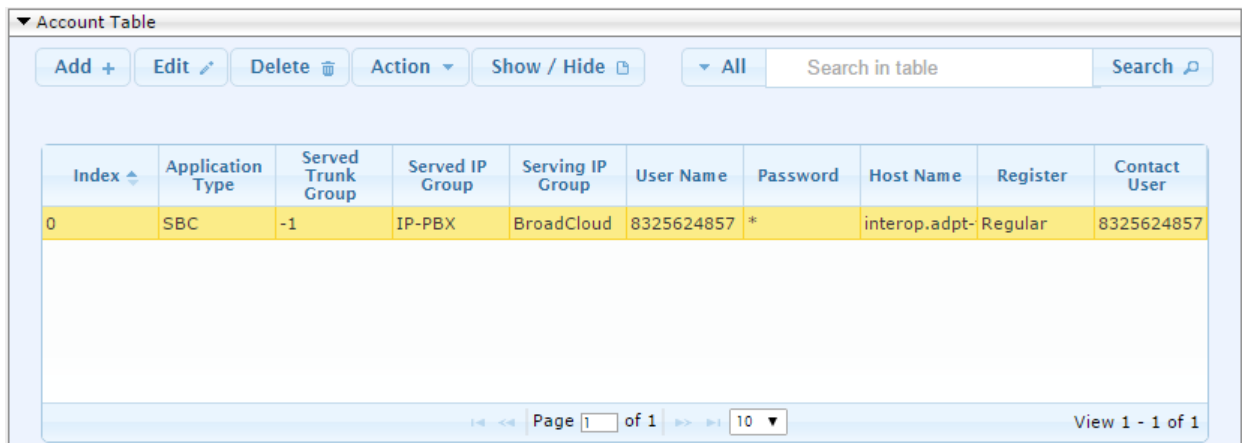 Account Table
Add + Edit Delete Action Show / Hide All Search in table Search
Index Application Type Served Trunk Group Served IP Group Serving IP Group User Name Password Host Name Register Contact User
0 SBC -1 IP-PBX BroadCloud 8325624857 * interop.adpt- Regular 8325624857
Page 1 of 1 10 View 1 - 1 of 1